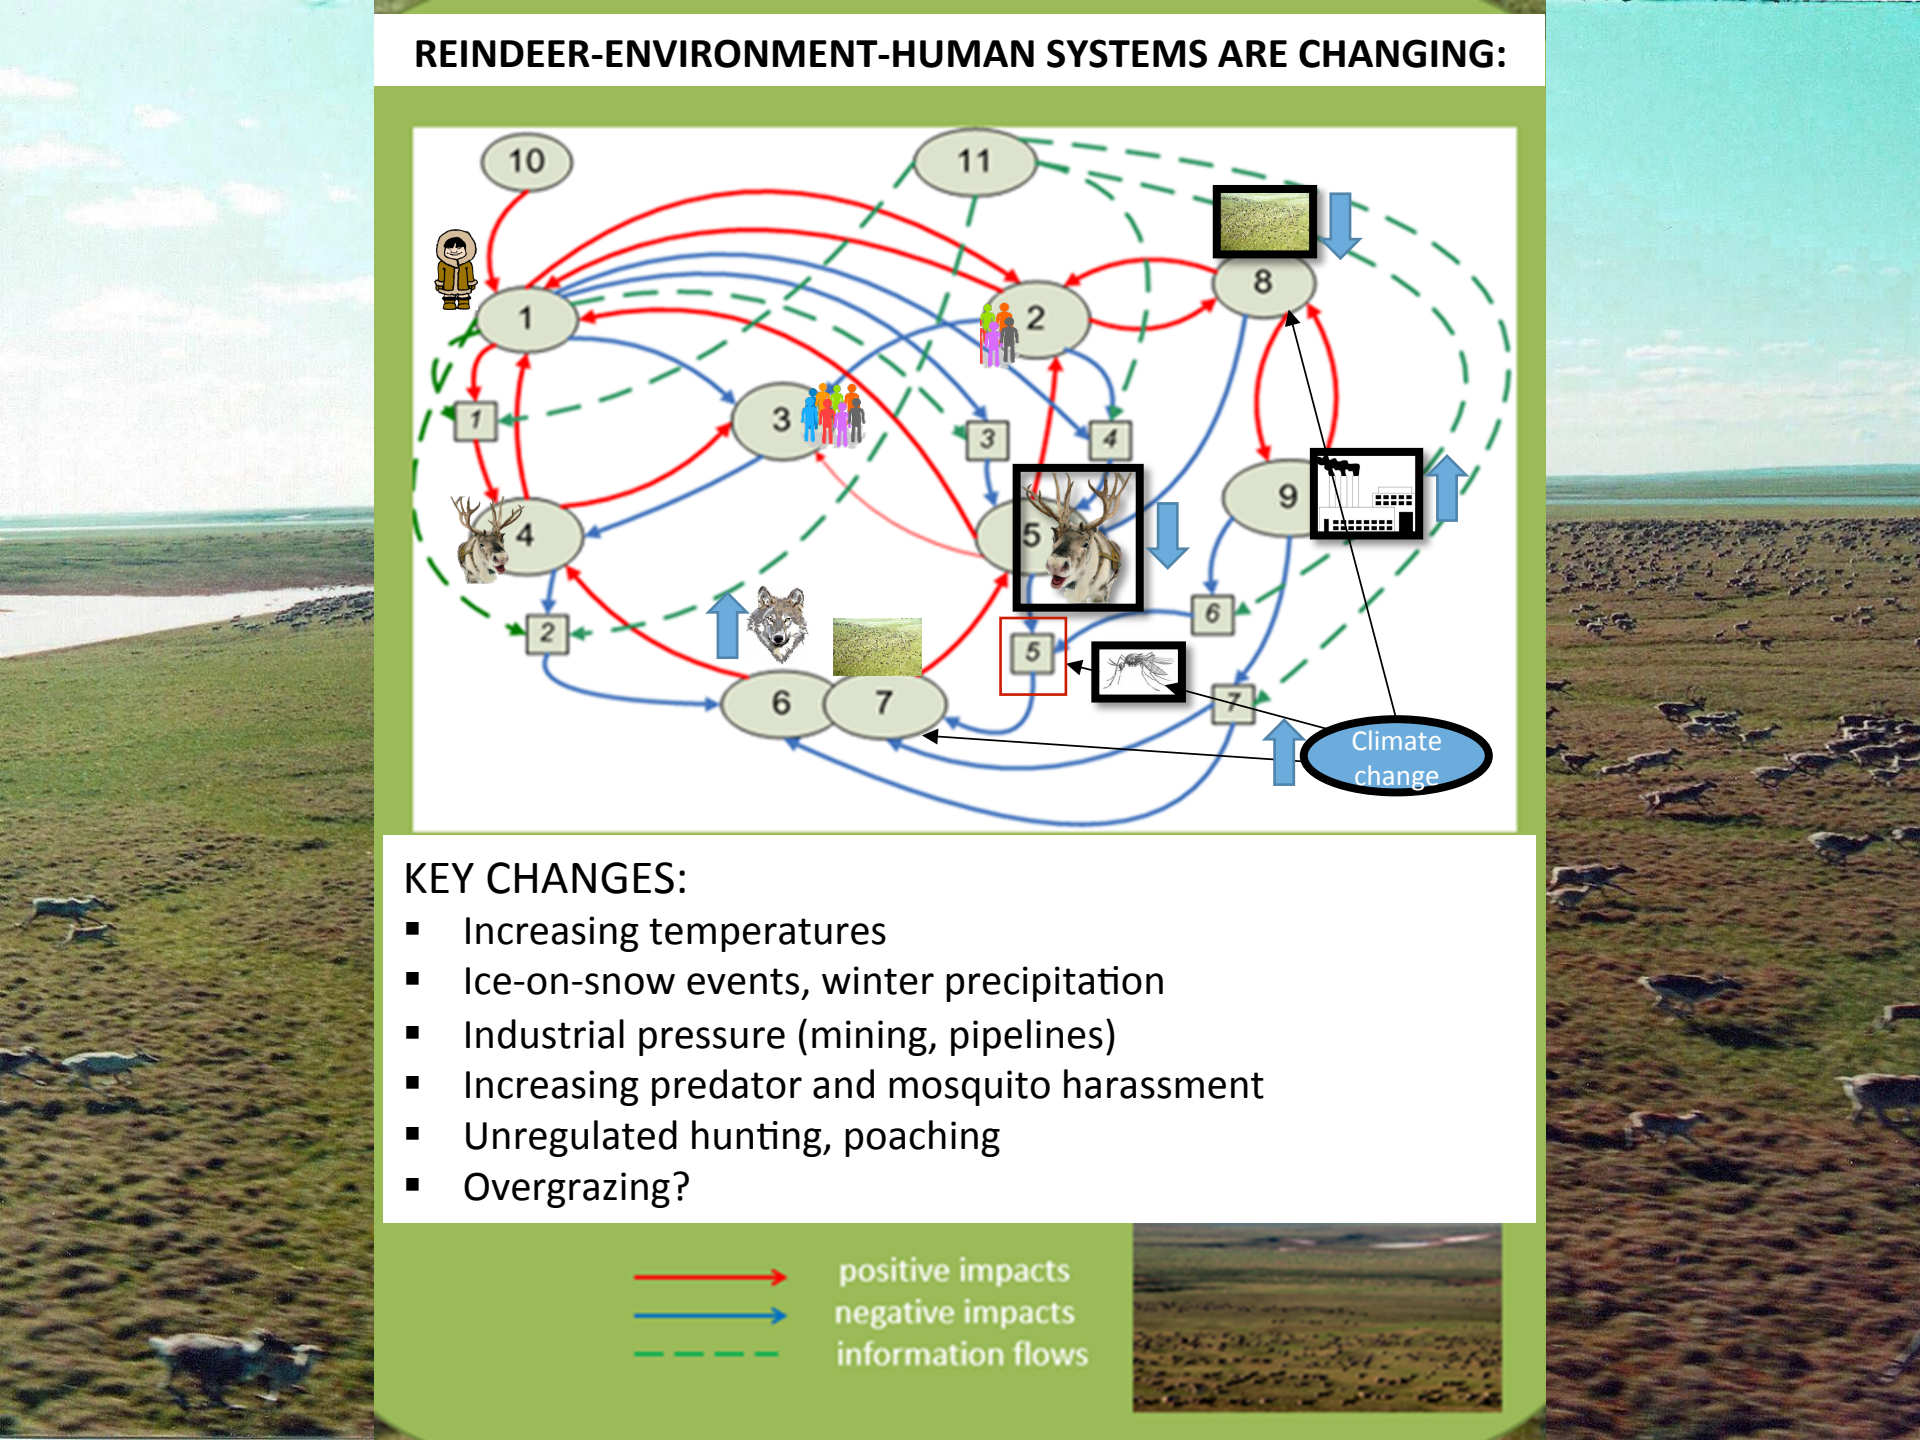 REINDEER-ENVIRONMENT-HUMAN SYSTEMS ARE CHANGING:
10
11
8
1
2
1
3
3
4
4
5
9
2
6
5
6
7
7
Climate
change
KEY CHANGES:
▪ Increasing temperatures
▪ Ice-on-snow events, winter precipitation
▪ Industrial pressure (mining, pipelines)
▪ Increasing predator and mosquito harassment
▪ Unregulated hunting, poaching
▪ Overgrazing?
positive impacts
negative impacts
information flows